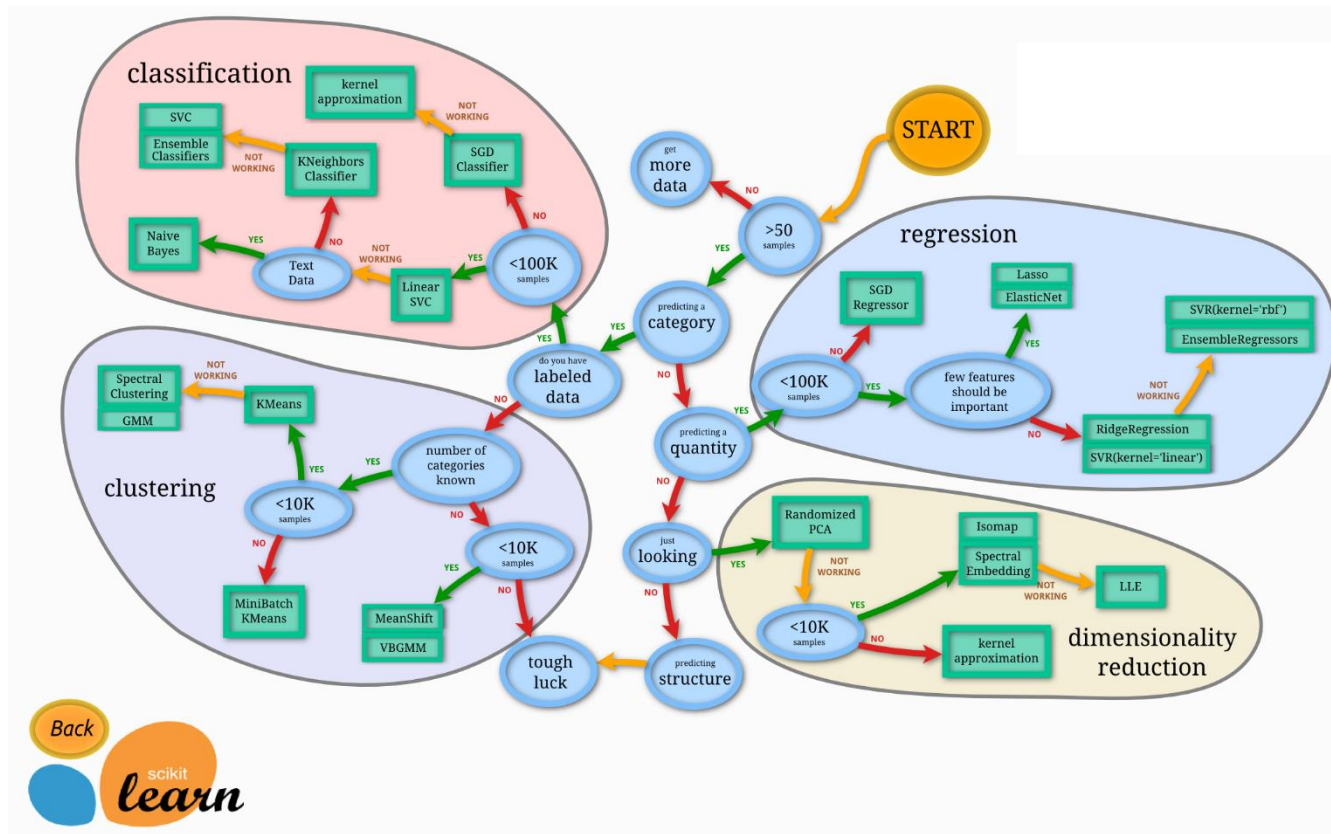 classification
kernel
approximation
NOT
WORKING
SVC
Ensemble
Classifiers
NOT
WORKING
KNeighbors
Classifier
SGD
Classifier
NO
Naive
Bayes
YES
Text
Data
NO
NOT
WORKING
Linear
SVC
YES
<100K
samples
YES
START
get
more
data
NO
>50
samples
YES
predicting a
category
YES
do you have
labeled
data
NO
NO
predicting a
quantity
YES
NO
just
looking
YES
NO
predicting
structure
tough
luck
regression
SGD
Regressor
NO
<100K
samples
YES
Lasso
ElasticNet
YES
few features
should be
important
NO
SVR(kernel='rbf')
EnsembleRegressors
NOT
WORKING
RidgeRegression
SVR(kernel='linear')
clustering
Spectral
Clustering
GMM
NOT
WORKING
KMeans
YES
<10K
samples
YES
number of
categories
known
NO
NO
MiniBatch
KMeans
<10K
samples
YES
NO
MeanShift
VBGMM
Randomized
PCA
NOT
WORKING
<10K
samples
YES
NO
Isomap
Spectral
Embedding
NOT
WORKING
LLE
kernel
approximation
dimensionality
reduction
Back
scikit
learn